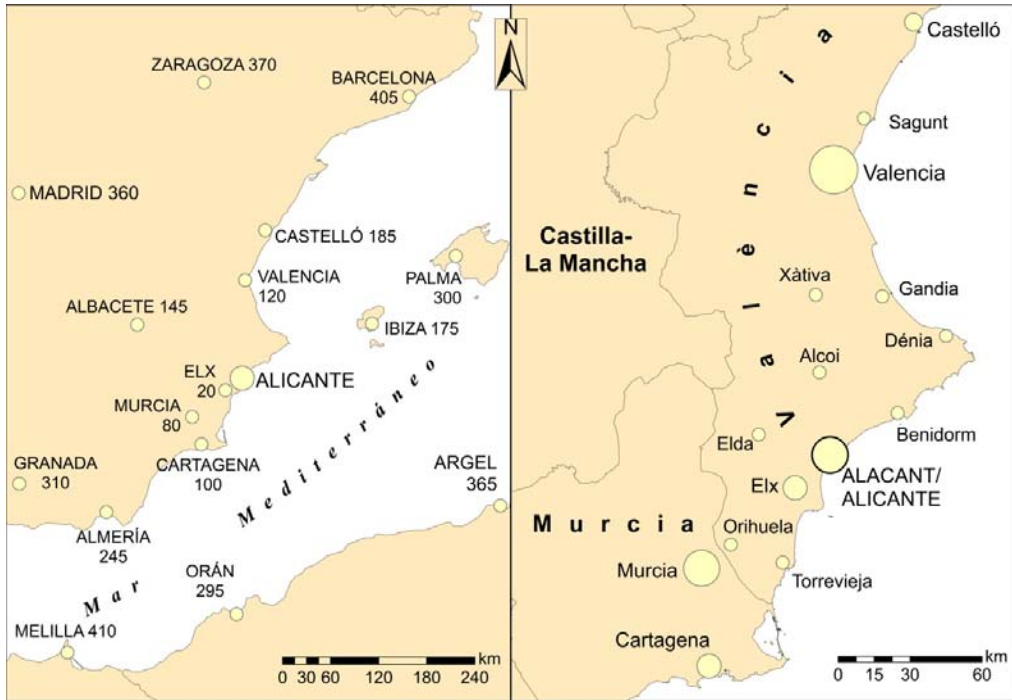 N
ZARAGOZA 370
BARCELONA
405
MADRID 360
CASTELLÓ 185
VALENCIA
120
PALMA
300
ALBACETE 145
IBIZA 175
ELX
20
ALICANTE
MURCIA
80
CARTAGENA
100
GRANADA
310
ARGEL
365
ALMERÍA
245
ORÁN
295
MELILLA 410
Mar Mediterráneo
km
0 30 60 120 180 240
Castelló
Sagunt
Valencia
València
Castilla-
La Mancha
Xàtiva
Gandia
Dénia
Alcoi
Benidorm
Elda
ALACANT/
ALICANTE
Elx
Murcia
Orihuela
Murcia
Torrevieja
Cartagena
km
0 15 30 60